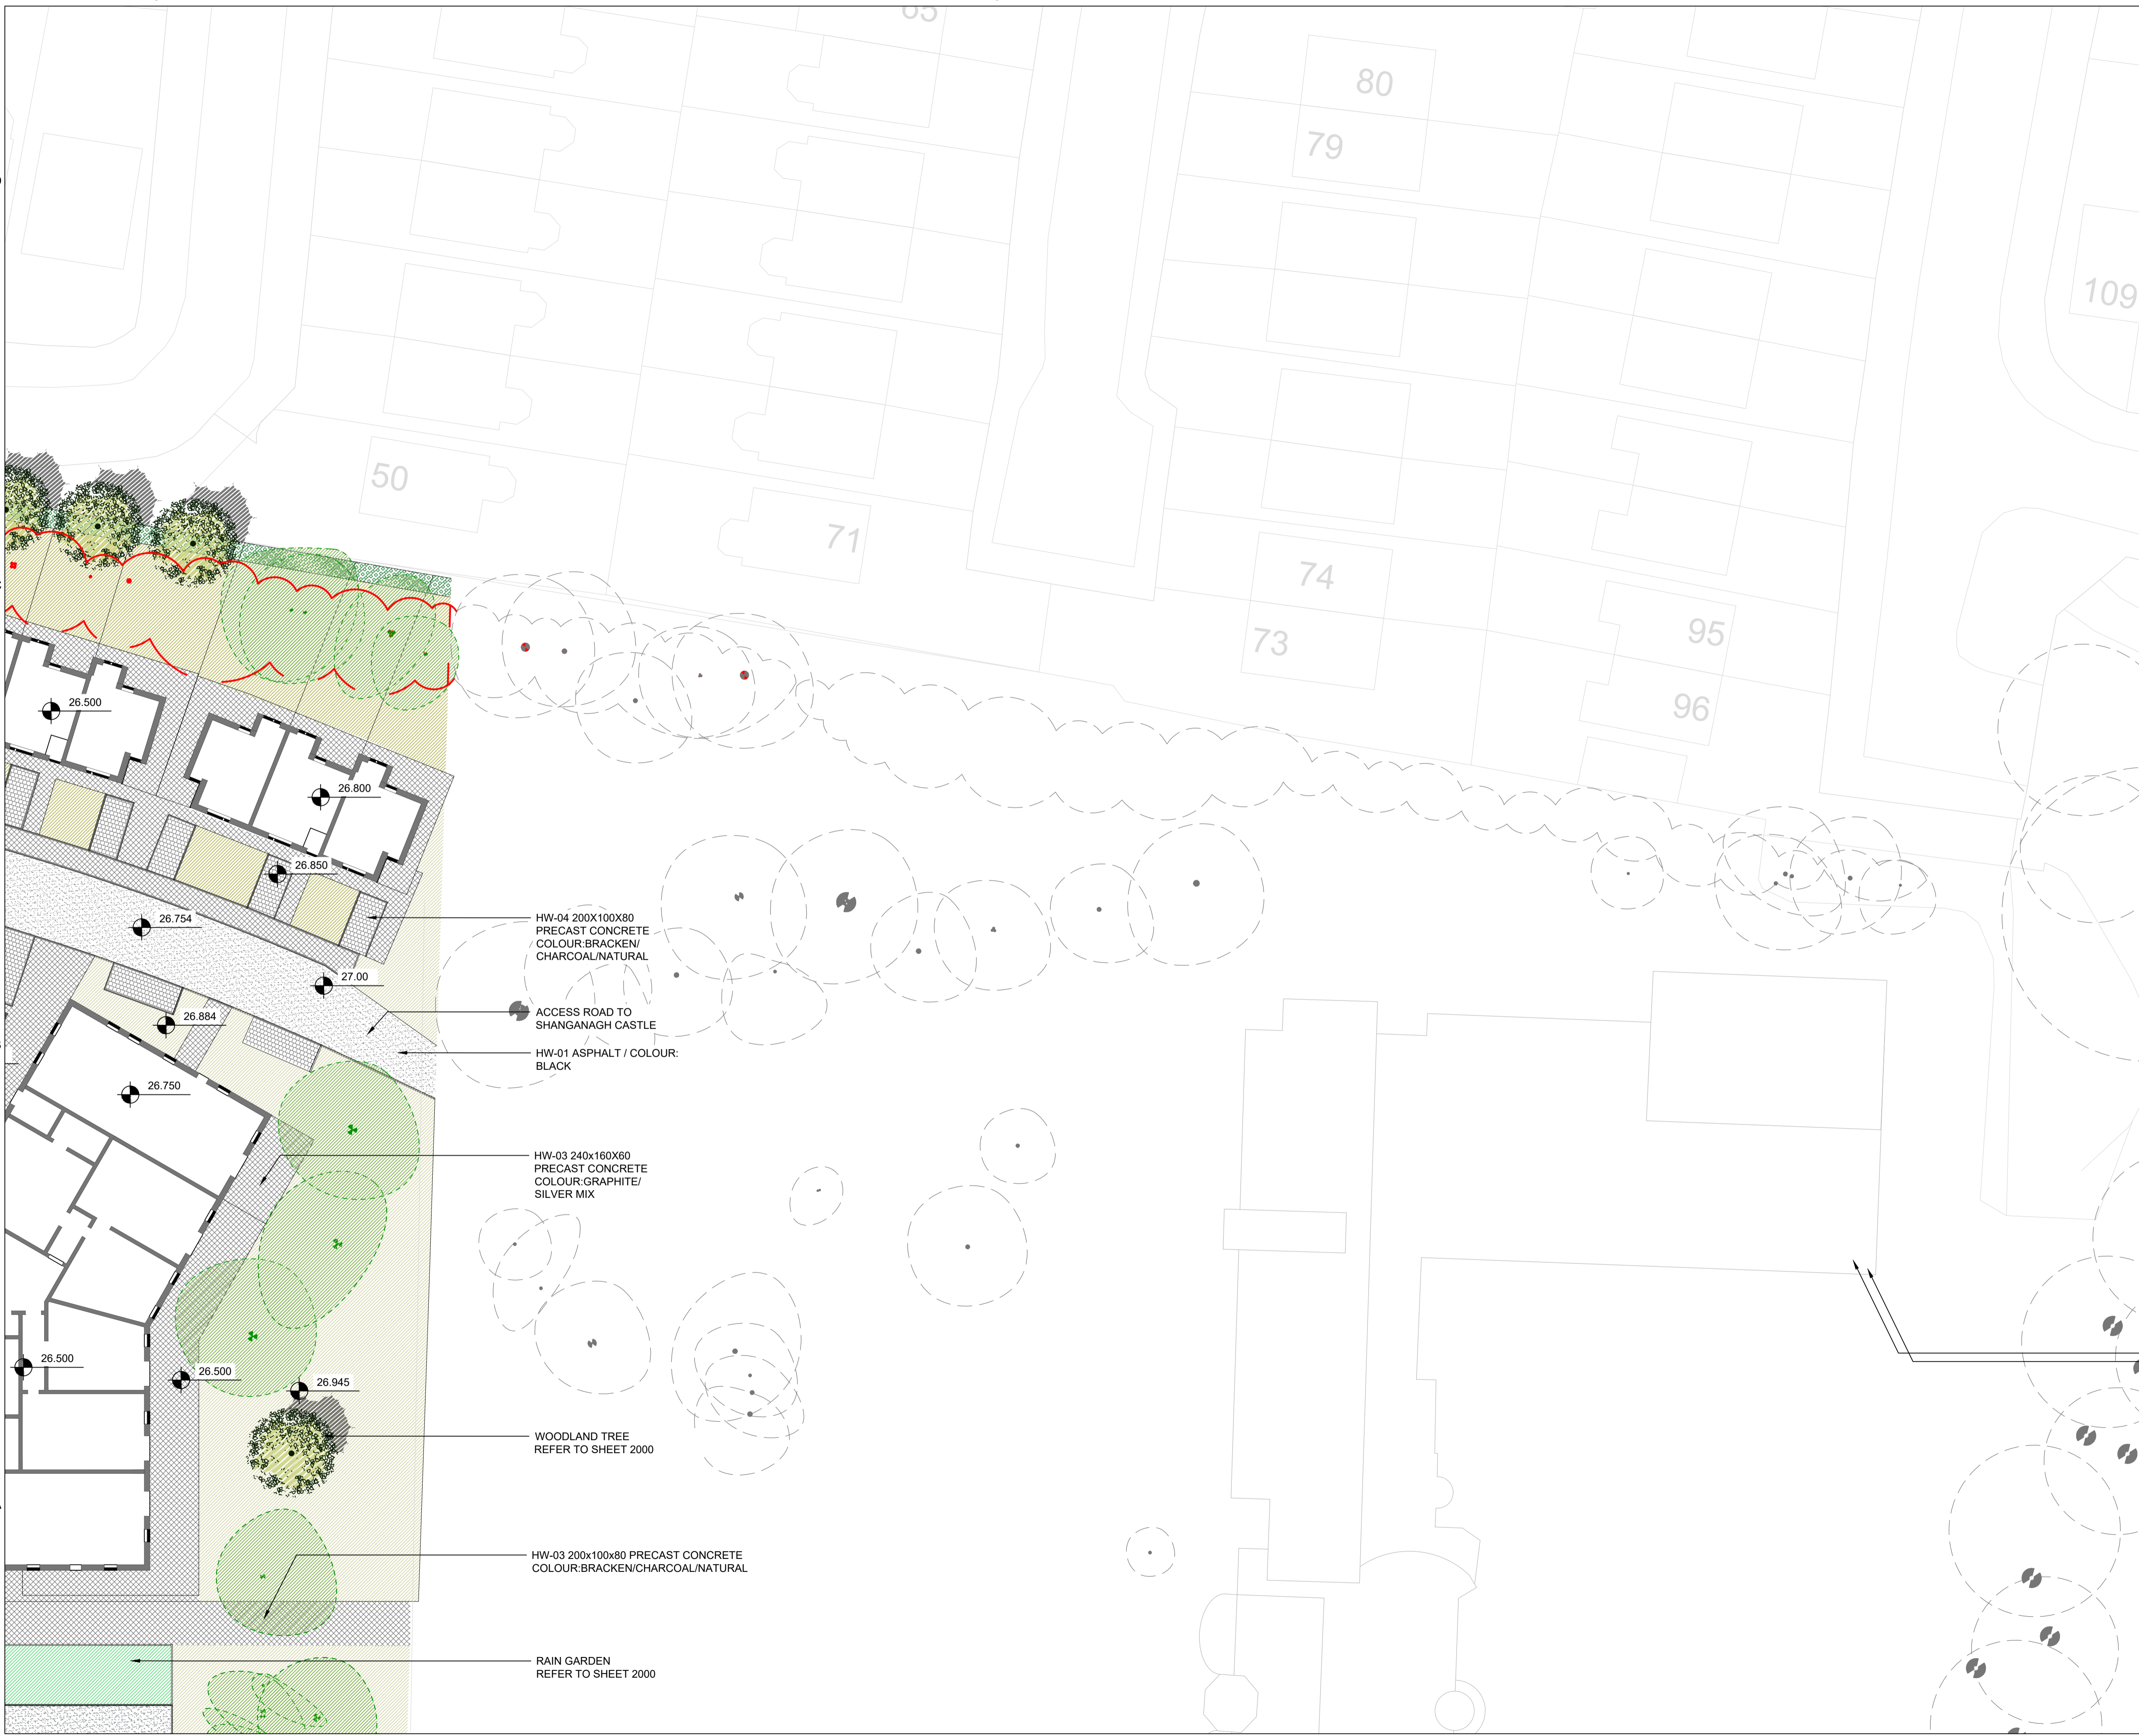 65
80
79
109
50
71
74
73
95
96
26.500
26.800
26.850
26.754
27.00
26.884
26.750
26.500
26.500
26.945
HW-04 200X100X80
PRECAST CONCRETE
COLOUR:BRACKEN/
CHARCOAL/NATURAL
ACCESS ROAD TO
SHANGANAGH CASTLE
HW-01 ASPHALT / COLOUR:
BLACK
HW-03 240x160X60
PRECAST CONCRETE
COLOUR:GRAPHITE/
SILVER MIX
WOODLAND TREE
REFER TO SHEET 2000
HW-03 200x100x80 PRECAST CONCRETE
COLOUR:BRACKEN/CHARCOAL/NATURAL
RAIN GARDEN
REFER TO SHEET 2000